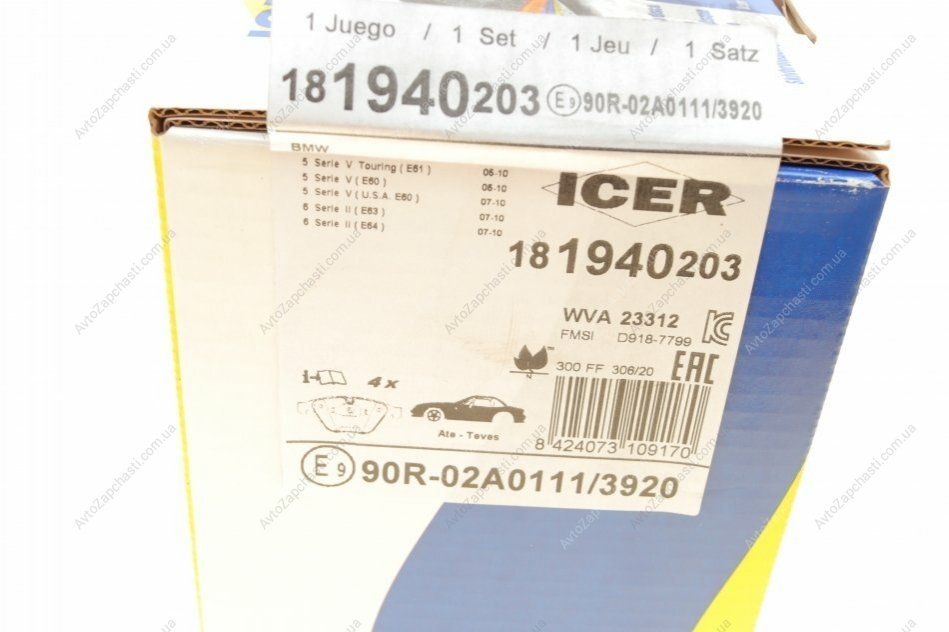 1 Juego / 1 Set / 1 Jeu / 1 Satz
181940203 E9 90R-02A0111/3920
BMW
5 Serie V Touring ( E61 ) 06-10
5 Serie V ( E60 ) 06-10
5 Serie V ( U.S.A. E60 ) 07-10
6 Serie II ( E63 ) 07-10
6 Serie II ( E64 ) 07-10
ICER
181940203
WVA 23312
FMSI D918-7799
300 FF 306/20
EAC
4 x
Ate - Teves
8 424073 109170
E9 90R-02A0111/3920
AvtoZapchasti.com.ua